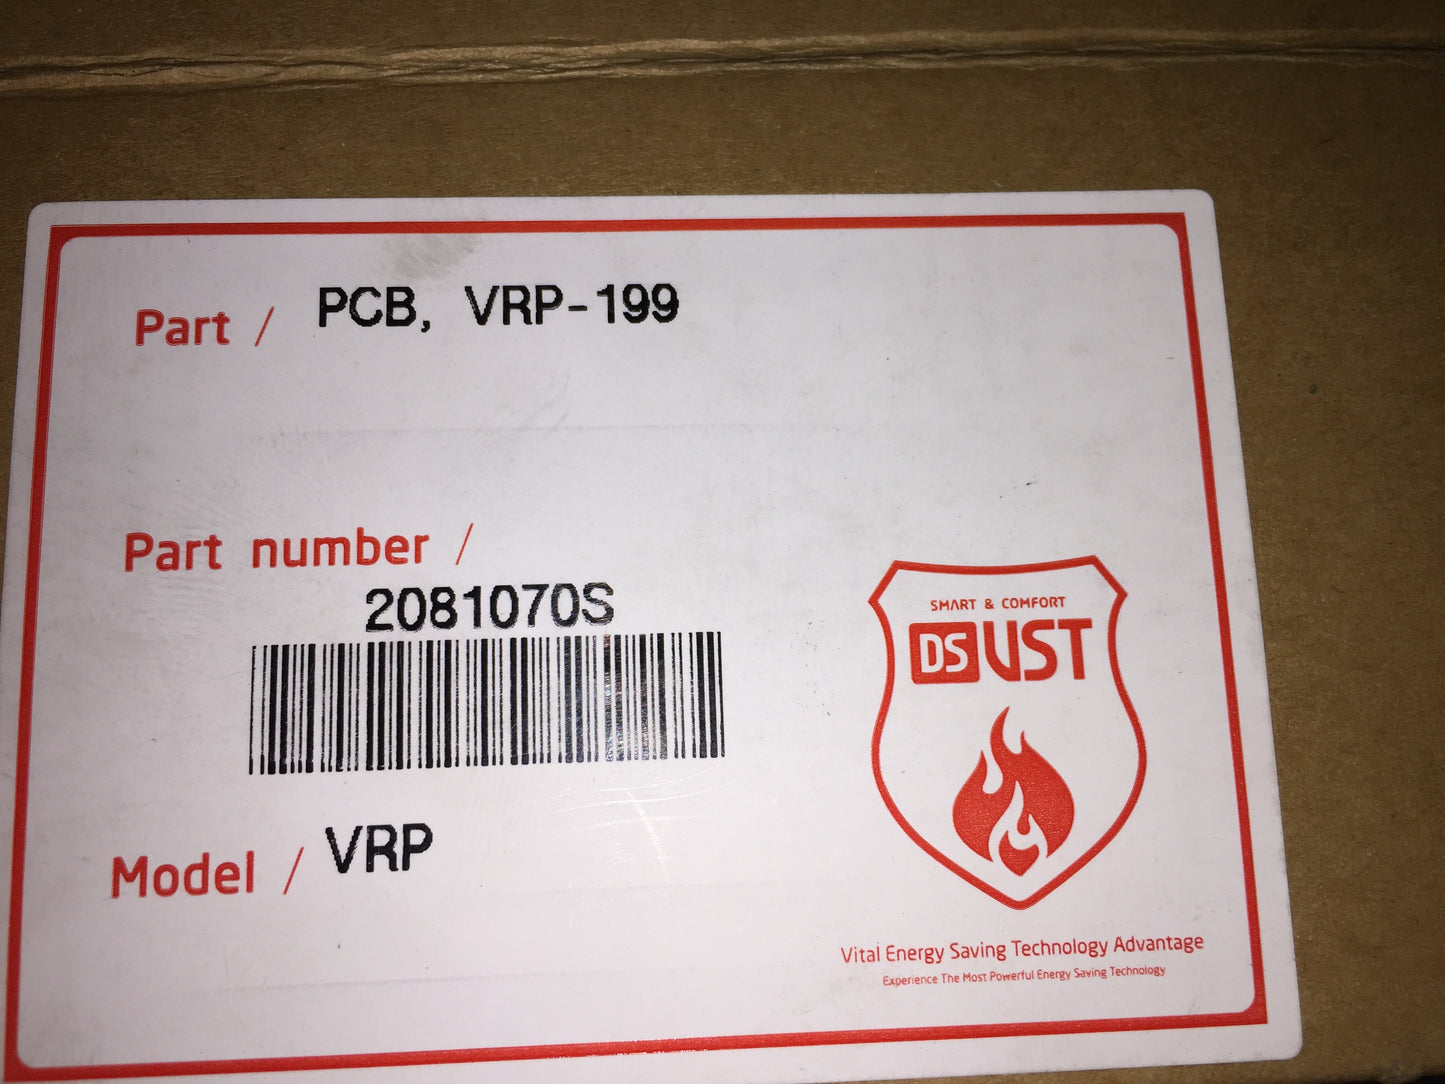 Part / PCB, VRP-199
Part number /
2081070S
Model / VRP
SMART & COMFORT
DS VST
Vital Energy Saving Technology Advantage
Experience The Most Powerful Energy Saving Technology